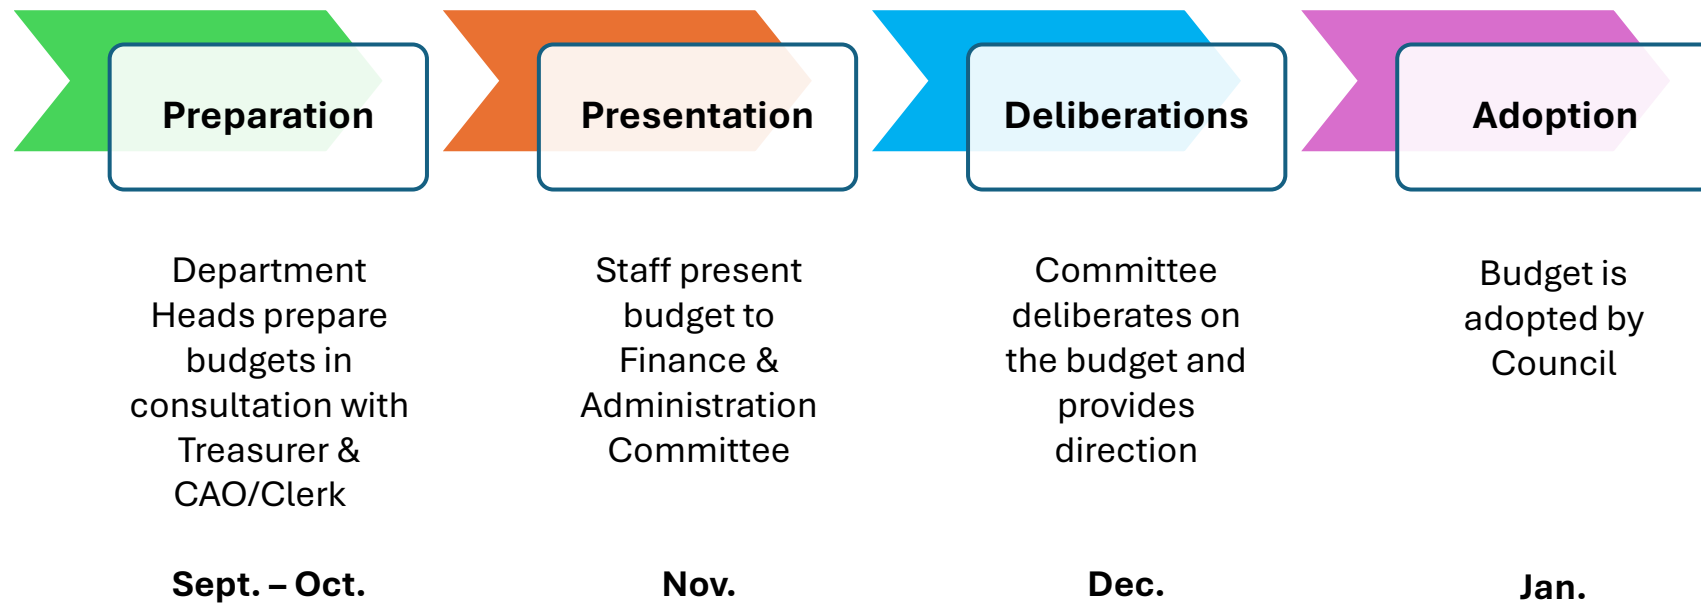 Preparation
Department
Heads prepare
budgets in
consultation with
Treasurer &
CAO/Clerk
Sept. – Oct.
Presentation
Staff present
budget to
Finance &
Administration
Committee
Nov.
Deliberations
Committee
deliberates on
the budget and
provides
direction
Dec.
Adoption
Budget is
adopted by
Council
Jan.